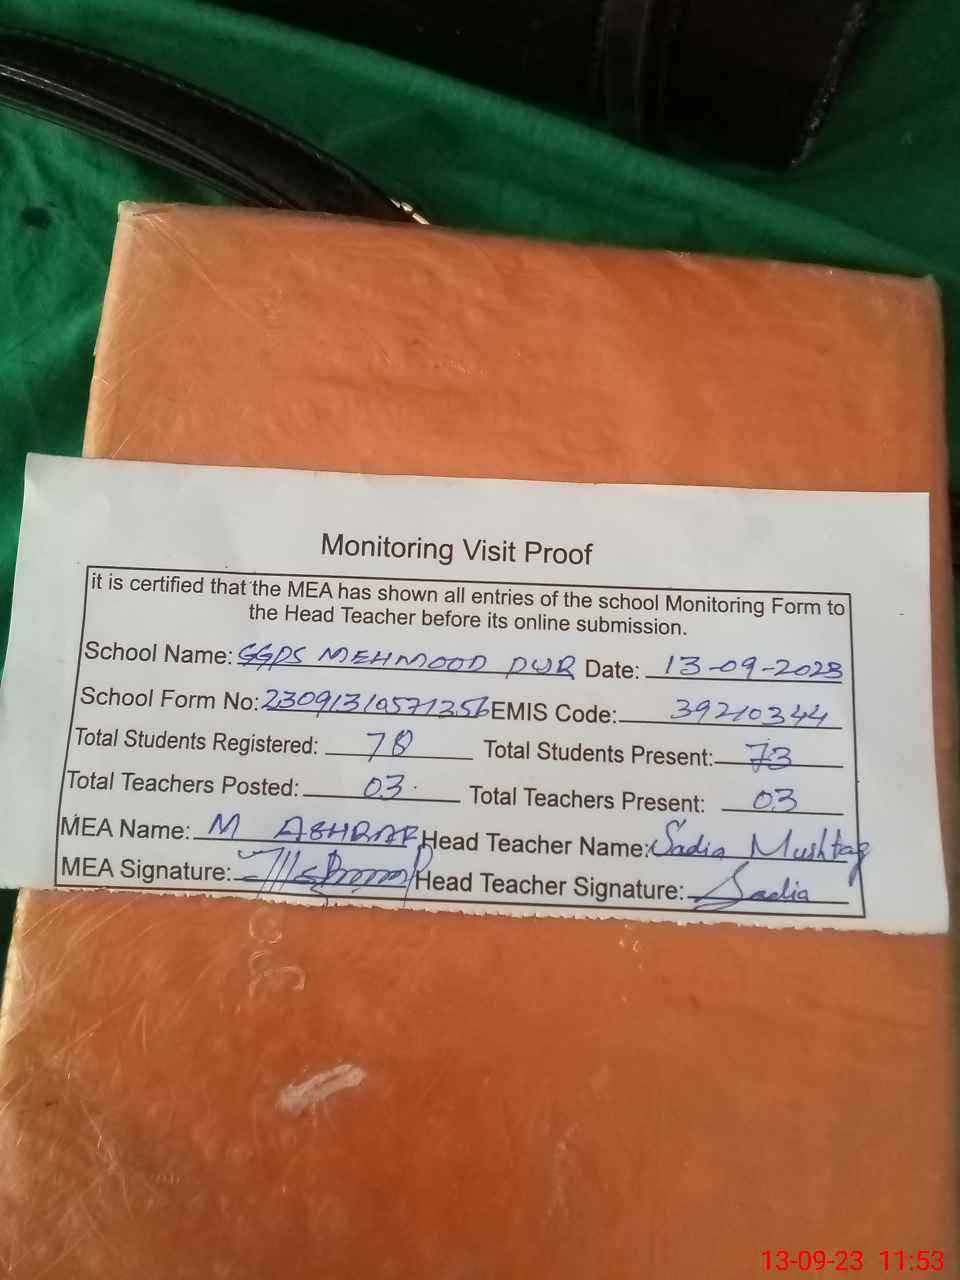 Monitoring Visit Proof
it is certified that the MEA has shown all entries of the school Monitoring Form to
the Head Teacher before its online submission.
School Name: GGPS MEHMOOD PUR Date: 13-09-2023
School Form No: 23091310571356 EMIS Code: 39210344
Total Students Registered: 78 Total Students Present: 73
Total Teachers Posted: 03 Total Teachers Present: 03
MEA Name: M ASHRAF Head Teacher Name: Sadia Mushtaq
MEA Signature: Head Teacher Signature: Sadia
13-09-23 11:53